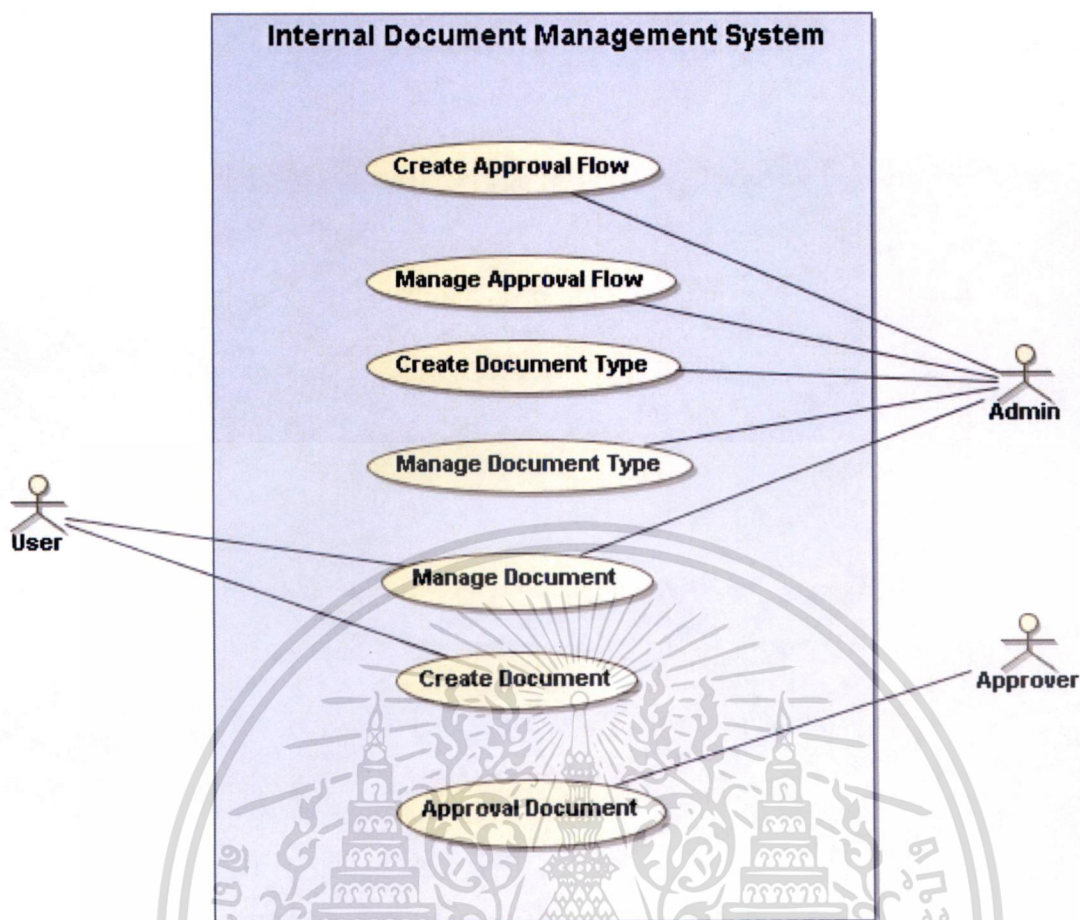 Internal Document Management System
Create Approval Flow
Manage Approval Flow
Create Document Type
Admin
Manage Document Type
User
Manage Document
Approver
Create Document
Approval Document